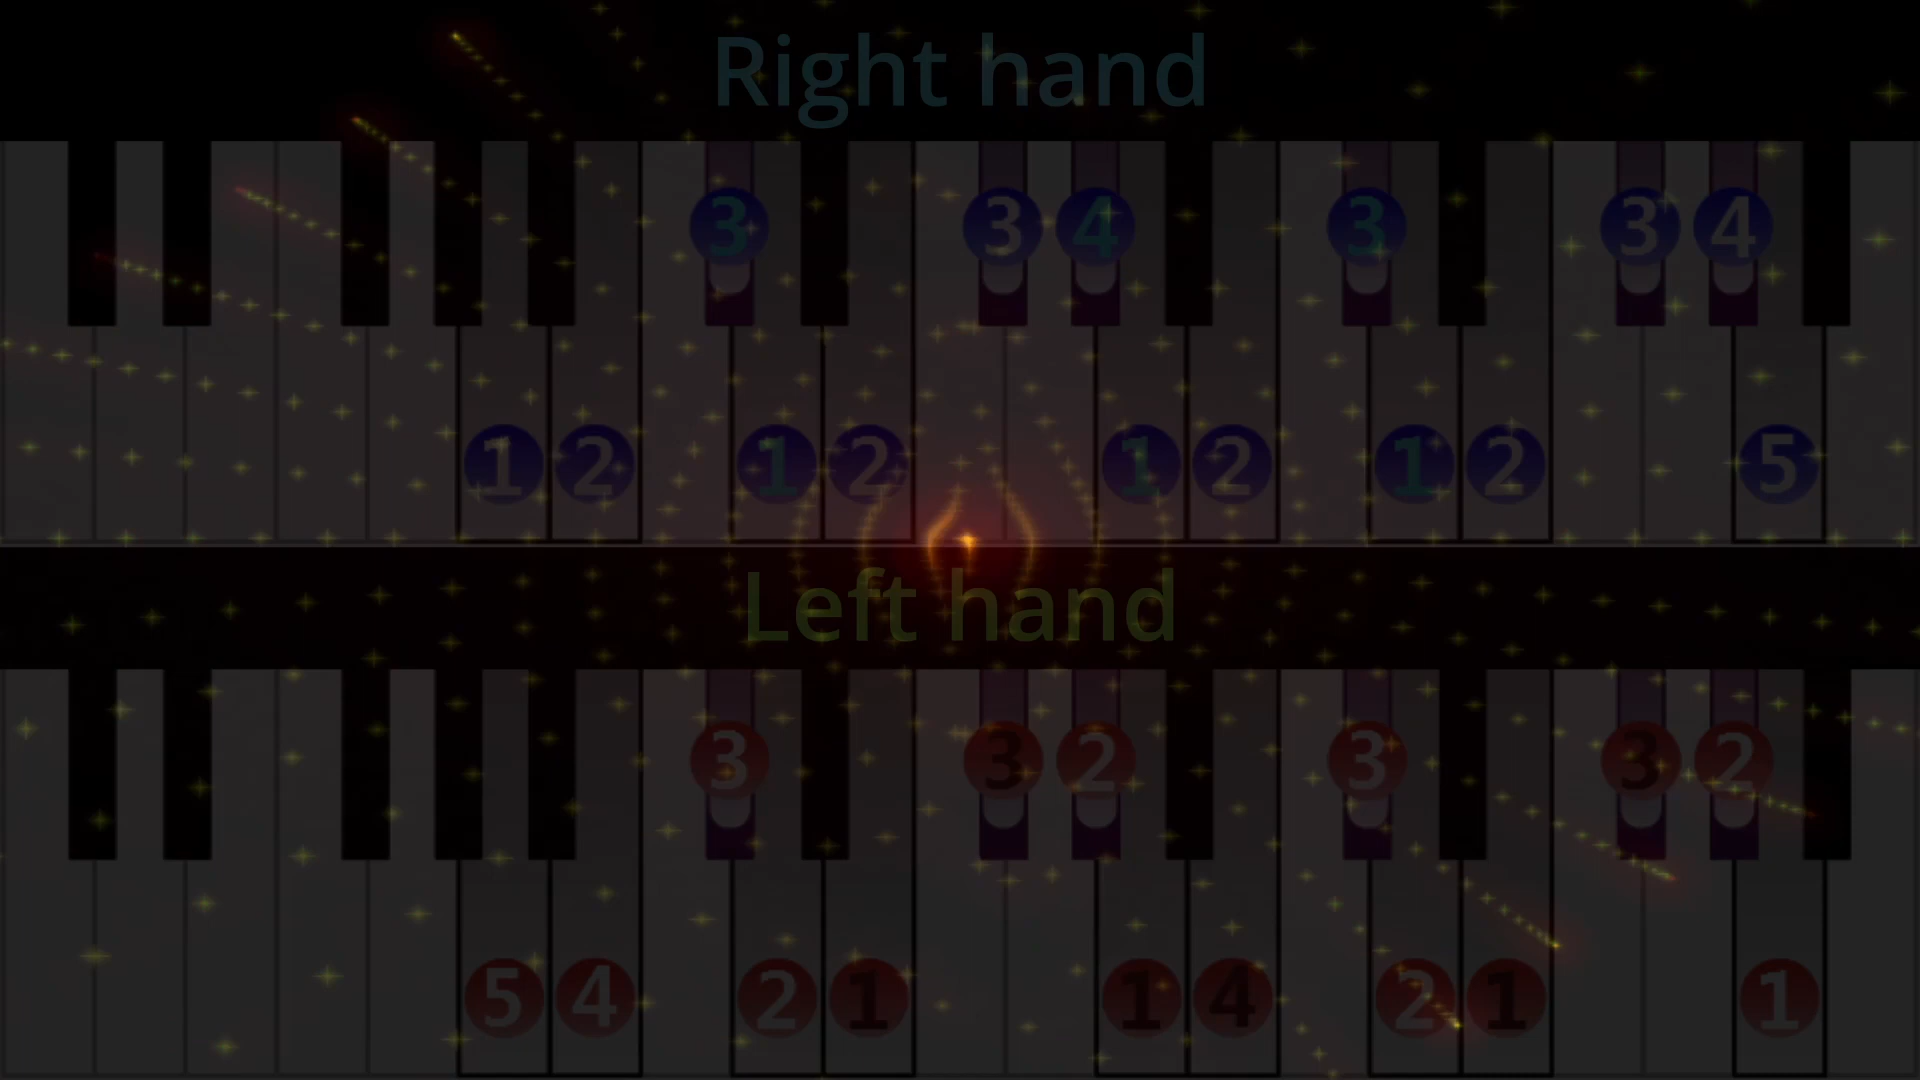 Right hand
3 3 4 3 3 4
1 2 1 2 1 2 1 2 5
Left hand
3 3 2 3 3 2
5 4 2 1 1 4 2 1 1